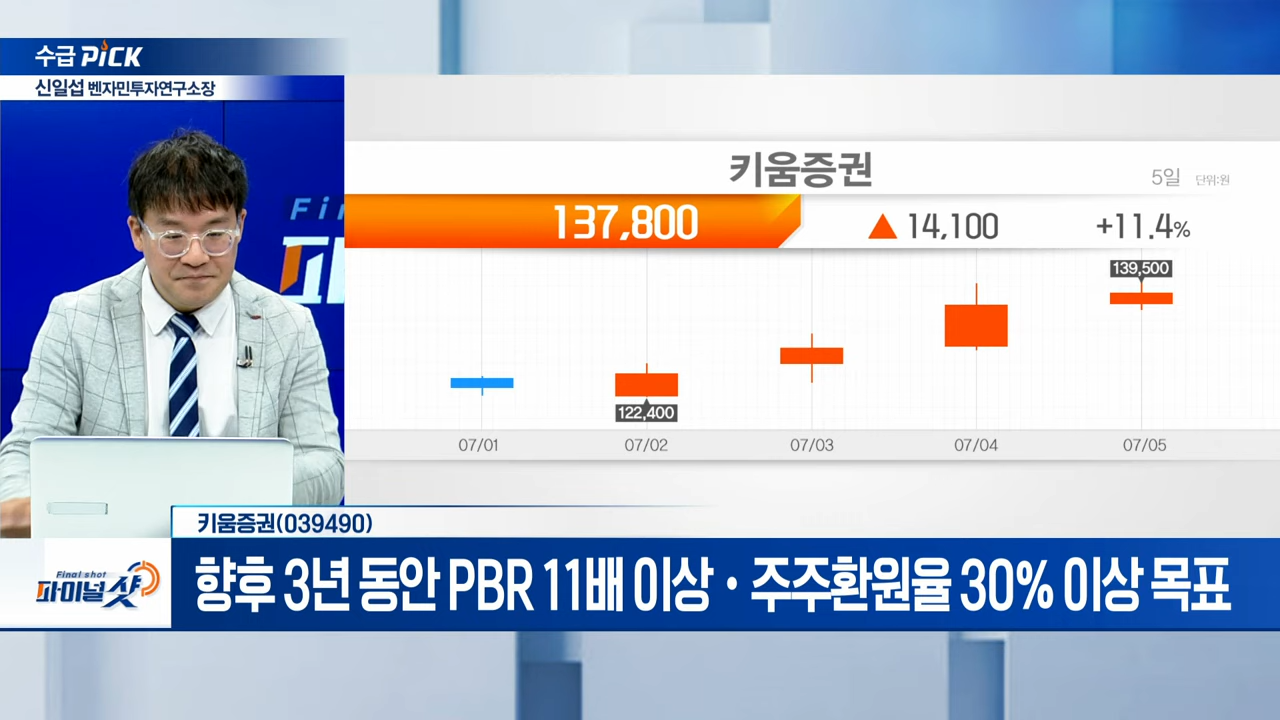 수급 PiCK
신일섭 벤자민투자연구소장
키움증권
5일 단위:원
137,800 ▲ 14,100 +11.4%
139,500
122,400
07/01 07/02 07/03 07/04 07/05
키움증권(039490)
Final shot
파이널샷
향후 3년 동안 PBR 11배 이상·주주환원율 30% 이상 목표